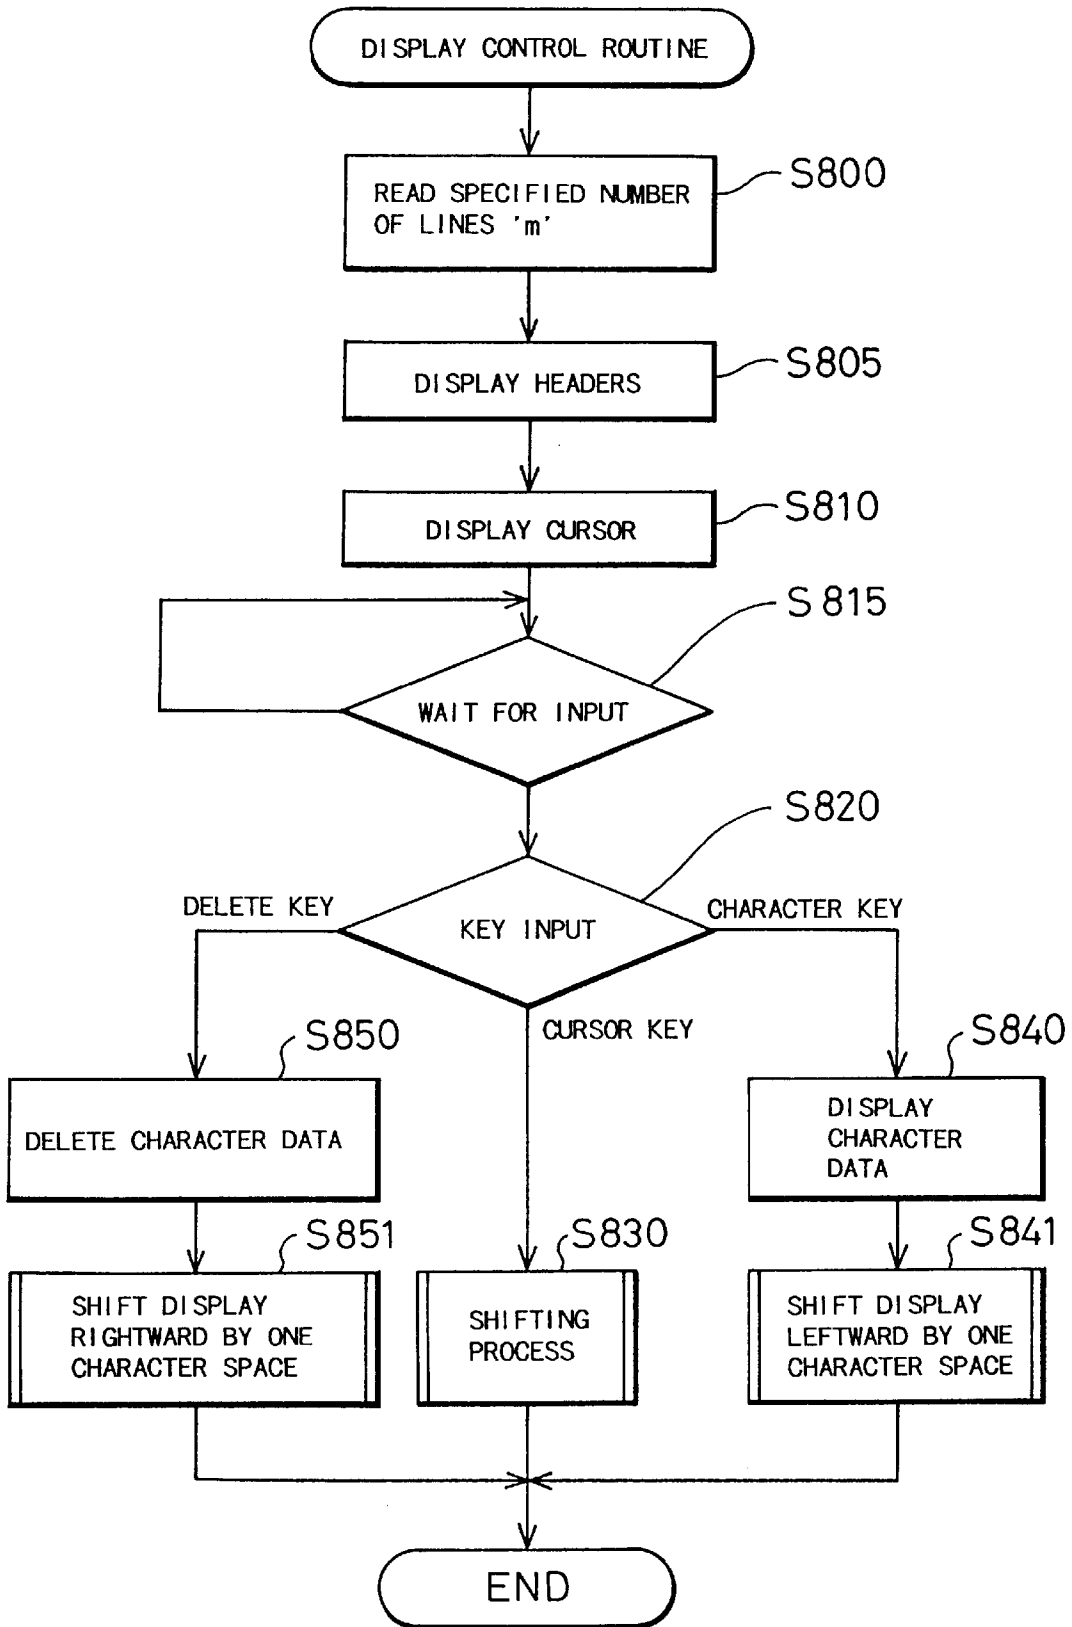 DISPLAY CONTROL ROUTINE
S800
READ SPECIFIED NUMBER
OF LINES 'm'
S805
DISPLAY HEADERS
S810
DISPLAY CURSOR
S815
WAIT FOR INPUT
S820
DELETE KEY
KEY INPUT
CHARACTER KEY
CURSOR KEY
S850
DELETE CHARACTER DATA
S840
DISPLAY
CHARACTER
DATA
S851
SHIFT DISPLAY
RIGHTWARD BY ONE
CHARACTER SPACE
S830
SHIFTING
PROCESS
S841
SHIFT DISPLAY
LEFTWARD BY ONE
CHARACTER SPACE
END